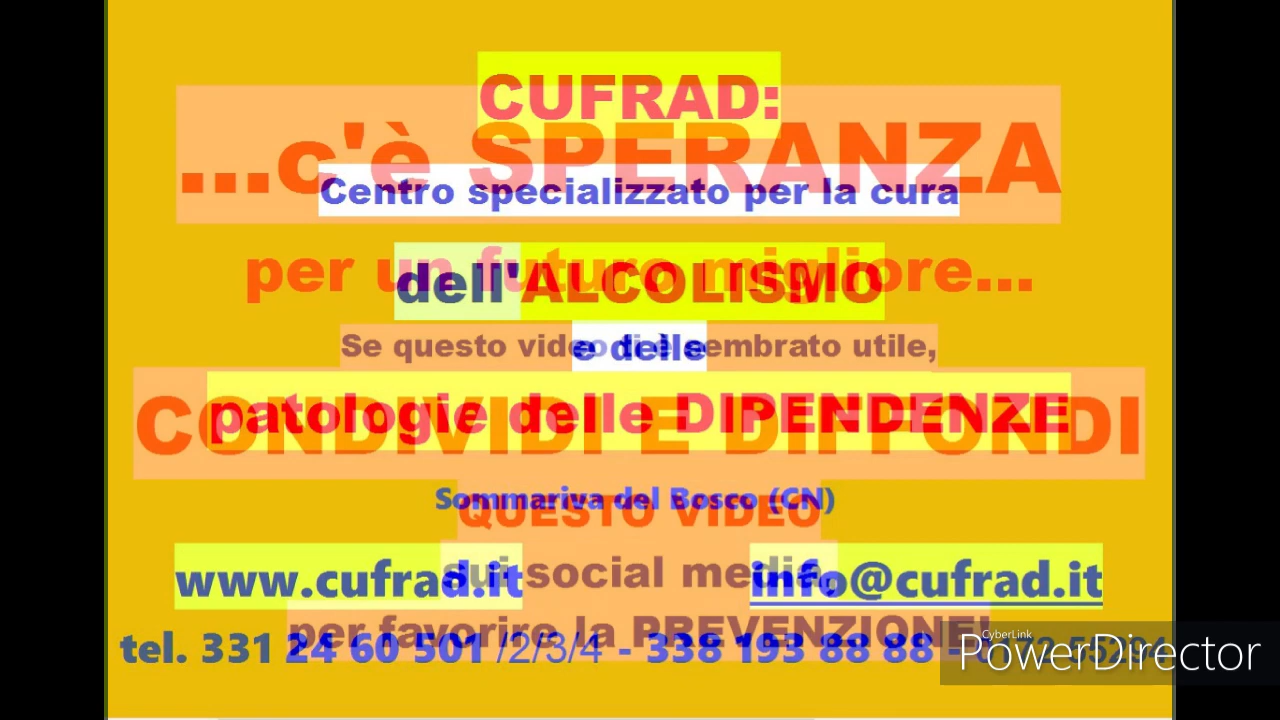 CUFRAD:
...c'è SPERANZA
Centro specializzato per la cura
per un futuro migliore...
dell'ALCOLISMO
Se questo video ti è sembrato utile,
e delle
patologie delle DIPENDENZE
CONDIVIDI E DIFFONDI
Sommariva del Bosco (CN)
QUESTO VIDEO
sui social media
www.cufrad.it info@cufrad.it
per favorire la PREVENZIONE!
tel. 331 24 60 501 /2/3/4 - 338 193 88 88 -
CyberLink
PowerDirector